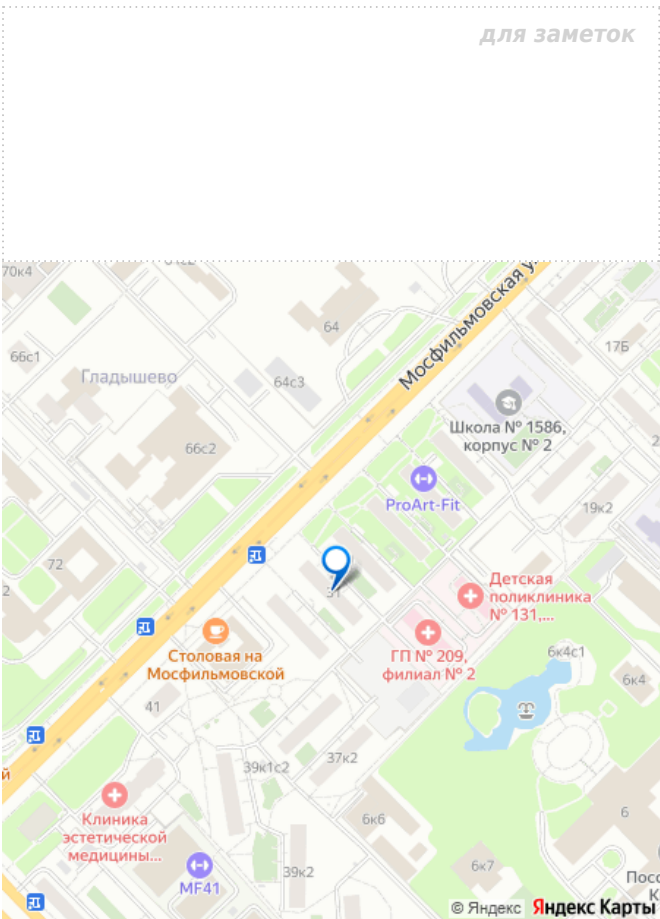 для заметок
70к4
64
Мосфильмовская
17Б
66с1
Гладышево
64с3
Школа № 1586,
корпус № 2
66с2
ProArt-Fit
19к2
72
Детская
поликлиника
№ 131,...
Столовая на
Мосфильмовской
ГП № 209,
филиал № 2
6к4с1
6к4
41
37к2
39к1с2
Клиника
эстетической
медицины...
6к6
6
39к2
6к7
MF41
© Яндекс Яндекс Карты